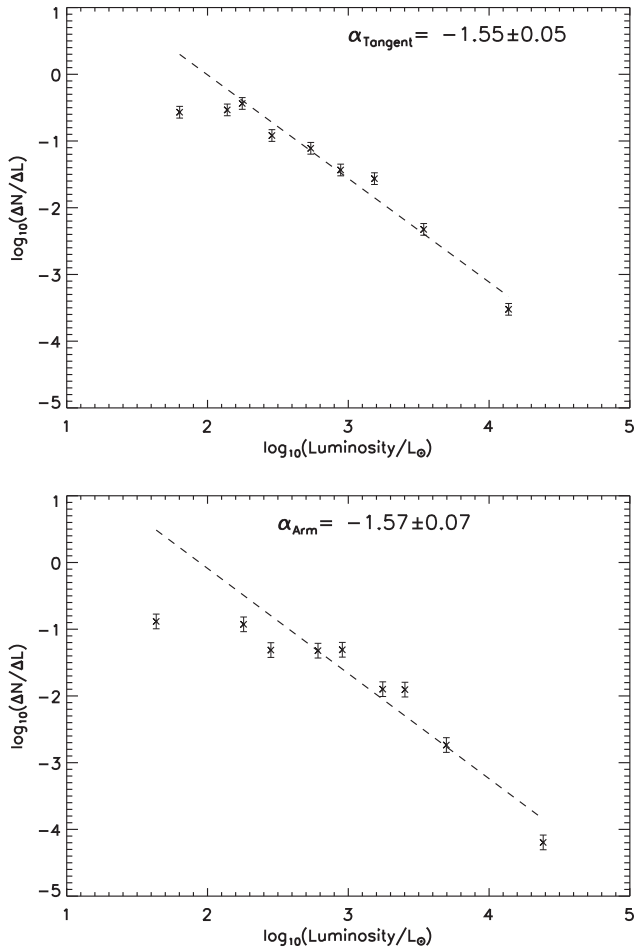 α_Tangent= −1.55±0.05
1
0
−1
−2
−3
−4
−5
log₁₀(ΔN/ΔL)
1 2 3 4 5
log₁₀(Luminosity/L☉)
α_Arm= −1.57±0.07
1
0
−1
−2
−3
−4
−5
log₁₀(ΔN/ΔL)
1 2 3 4 5
log₁₀(Luminosity/L☉)